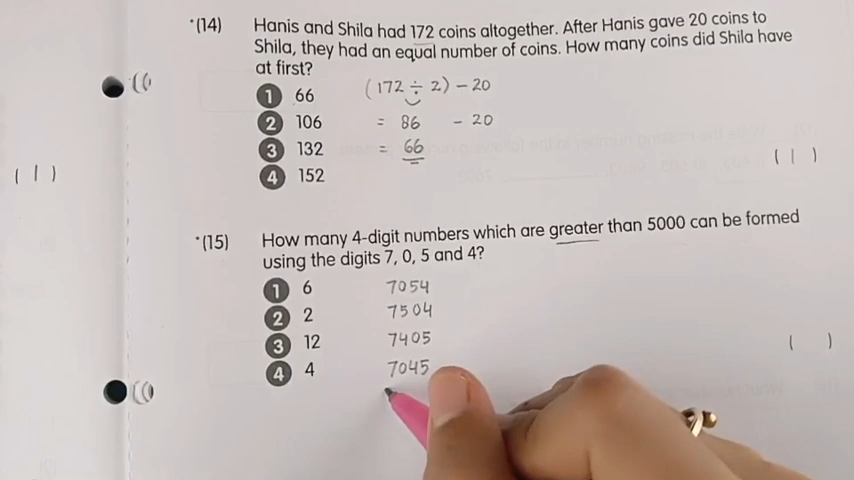 *(14) Hanis and Shila had 172 coins altogether. After Hanis gave 20 coins to
Shila, they had an equal number of coins. How many coins did Shila have
at first?
1 66 (172 ÷ 2) - 20
2 106 = 86 - 20
3 132 = 66
4 152
( 1 )
( 1 )
*(15) How many 4-digit numbers which are greater than 5000 can be formed
using the digits 7, 0, 5 and 4?
1 6 7054
2 2 7504
3 12 7405
4 4 7045
( )